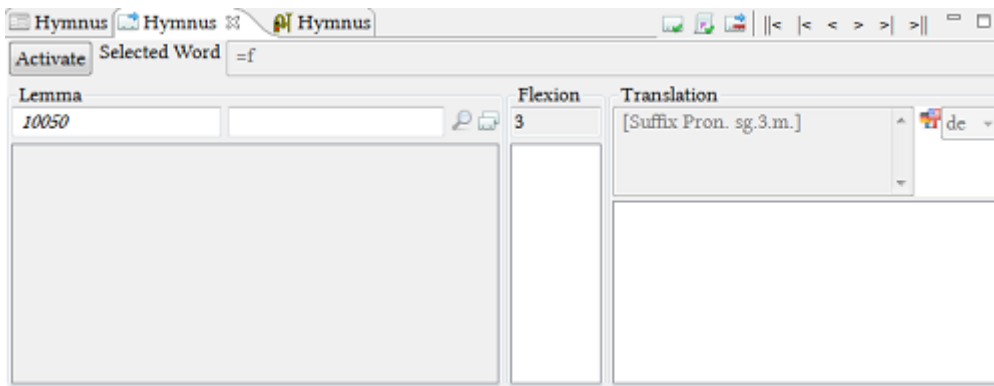 Hymnus Hymnus Hymnus ||< |< < > >| >||
Activate Selected Word =f
Lemma Flexion Translation
10050 3 [Suffix Pron. sg.3.m.] de